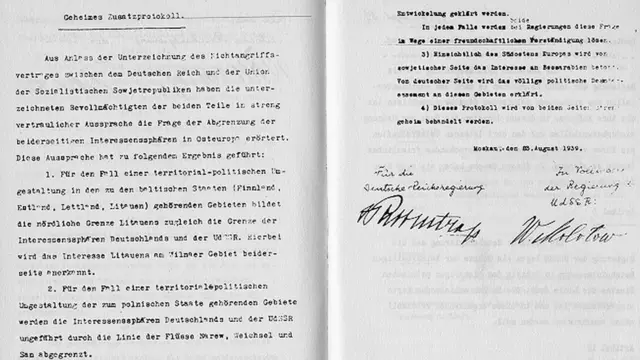 Geheimes Zusatzprotokoll.
Aus Anlass der Unterzeichnung des Nichtangriffs-
vertrages zwischen dem Deutschen Reich und der Union
der Sozialistischen Sowjetrepubliken haben die unter-
zeichneten Bevollmächtigten der beiden Teile in streng
vertraulicher Aussprache die Frage der Abgrenzung der
beiderseitigen Interessensphären in Osteuropa erörtert.
Diese Aussprache hat zu folgendem Ergebnis geführt:
1. Für den Fall einer territorial-politischen Um-
gestaltung in den zu den baltischen Staaten (Finnland,
Estland, Lettland, Litauen) gehörenden Gebieten bildet
die nördliche Grenze Litauens zugleich die Grenze der
Interessensphären Deutschlands und der UdSSR. Hierbei
wird das Interesse Litauens am Wilnaer Gebiet beider-
seits anerkannt.
2. Für den Fall einer territorial-politischen
Umgestaltung der zum polnischen Staate gehörenden Gebiete
werden die Interessensphären Deutschlands und der UdSSR
ungefähr durch die Linie der Flüsse Narew, Weichsel und
San abgegrenzt.
Entwickelung geklärt werden.
In jedem Falle werden beide Regierungen diese Frage
im Wege einer freundschaftlichen Verständigung lösen.
3) Hinsichtlich des Südostens Europas wird von
sowjetischer Seite das Interesse an Bessarabien betont.
Von deutscher Seite wird das völlige politische Desinte-
essement an diesen Gebieten erklärt.
4) Dieses Protokoll wird von beiden Seiten streng
geheim behandelt werden.
Moskau, den 23. August 1939.
Für die
Deutsche Reichsregierung
In Vollmacht
der Regierung
UdSSR:
W. Molotow